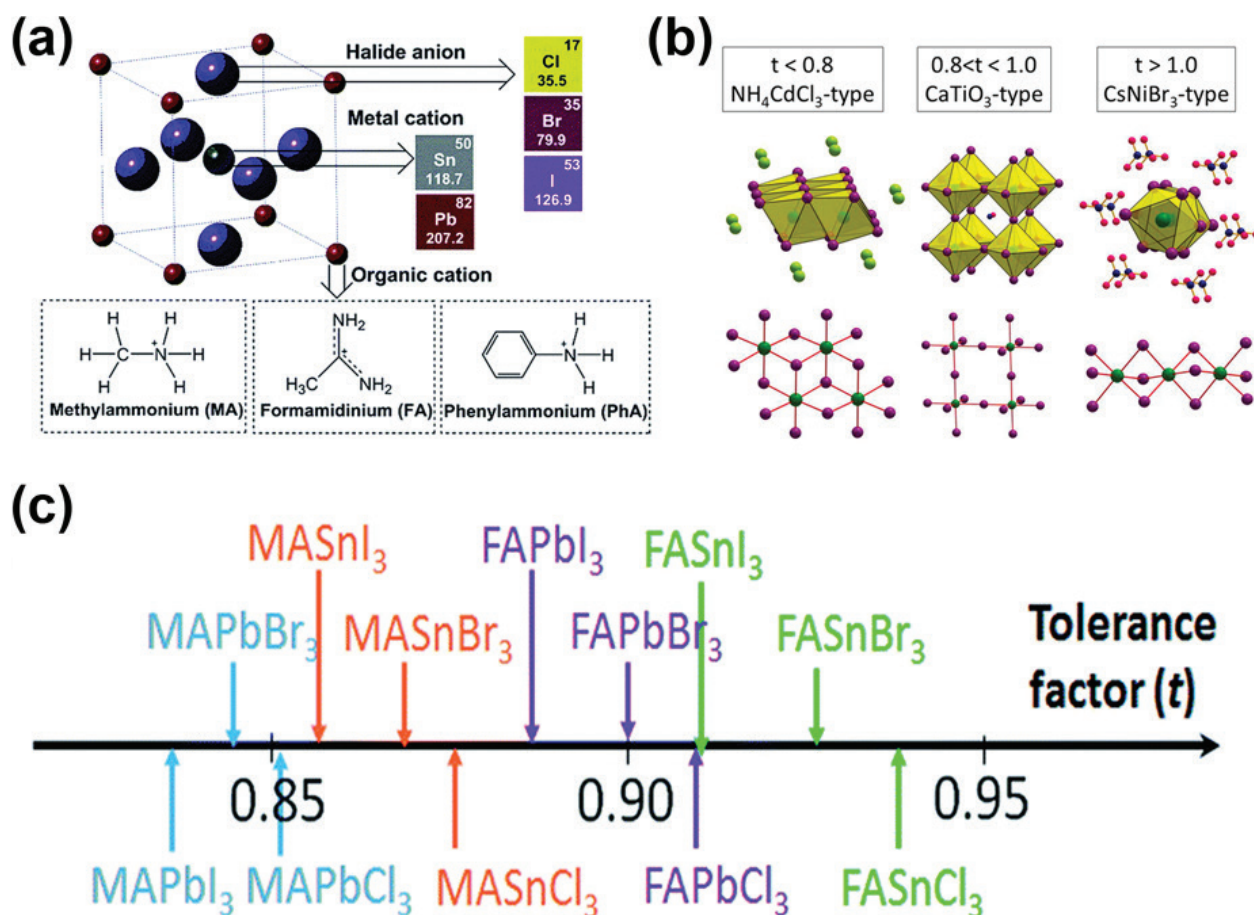 (a)
Halide anion
17
Cl
35.5
Metal cation
35
Br
79.9
50
Sn
118.7
53
I
126.9
82
Pb
207.2
Organic cation
H
H
H
C
N
+
H
H
H
Methylammonium (MA)
NH₂
+
H₃C
NH₂
Formamidinium (FA)
H
+
N
H
H
Phenylammonium (PhA)
(b)
t < 0.8
NH₄CdCl₃-type
0.8<t < 1.0
CaTiO₃-type
t > 1.0
CsNiBr₃-type
(c)
MASnI₃
FAPbI₃
FASnI₃
MAPbBr₃
MASnBr₃
FAPbBr₃
FASnBr₃
Tolerance
factor (t)
0.85
0.90
0.95
MAPbI₃
MAPbCl₃
MASnCl₃
FAPbCl₃
FASnCl₃